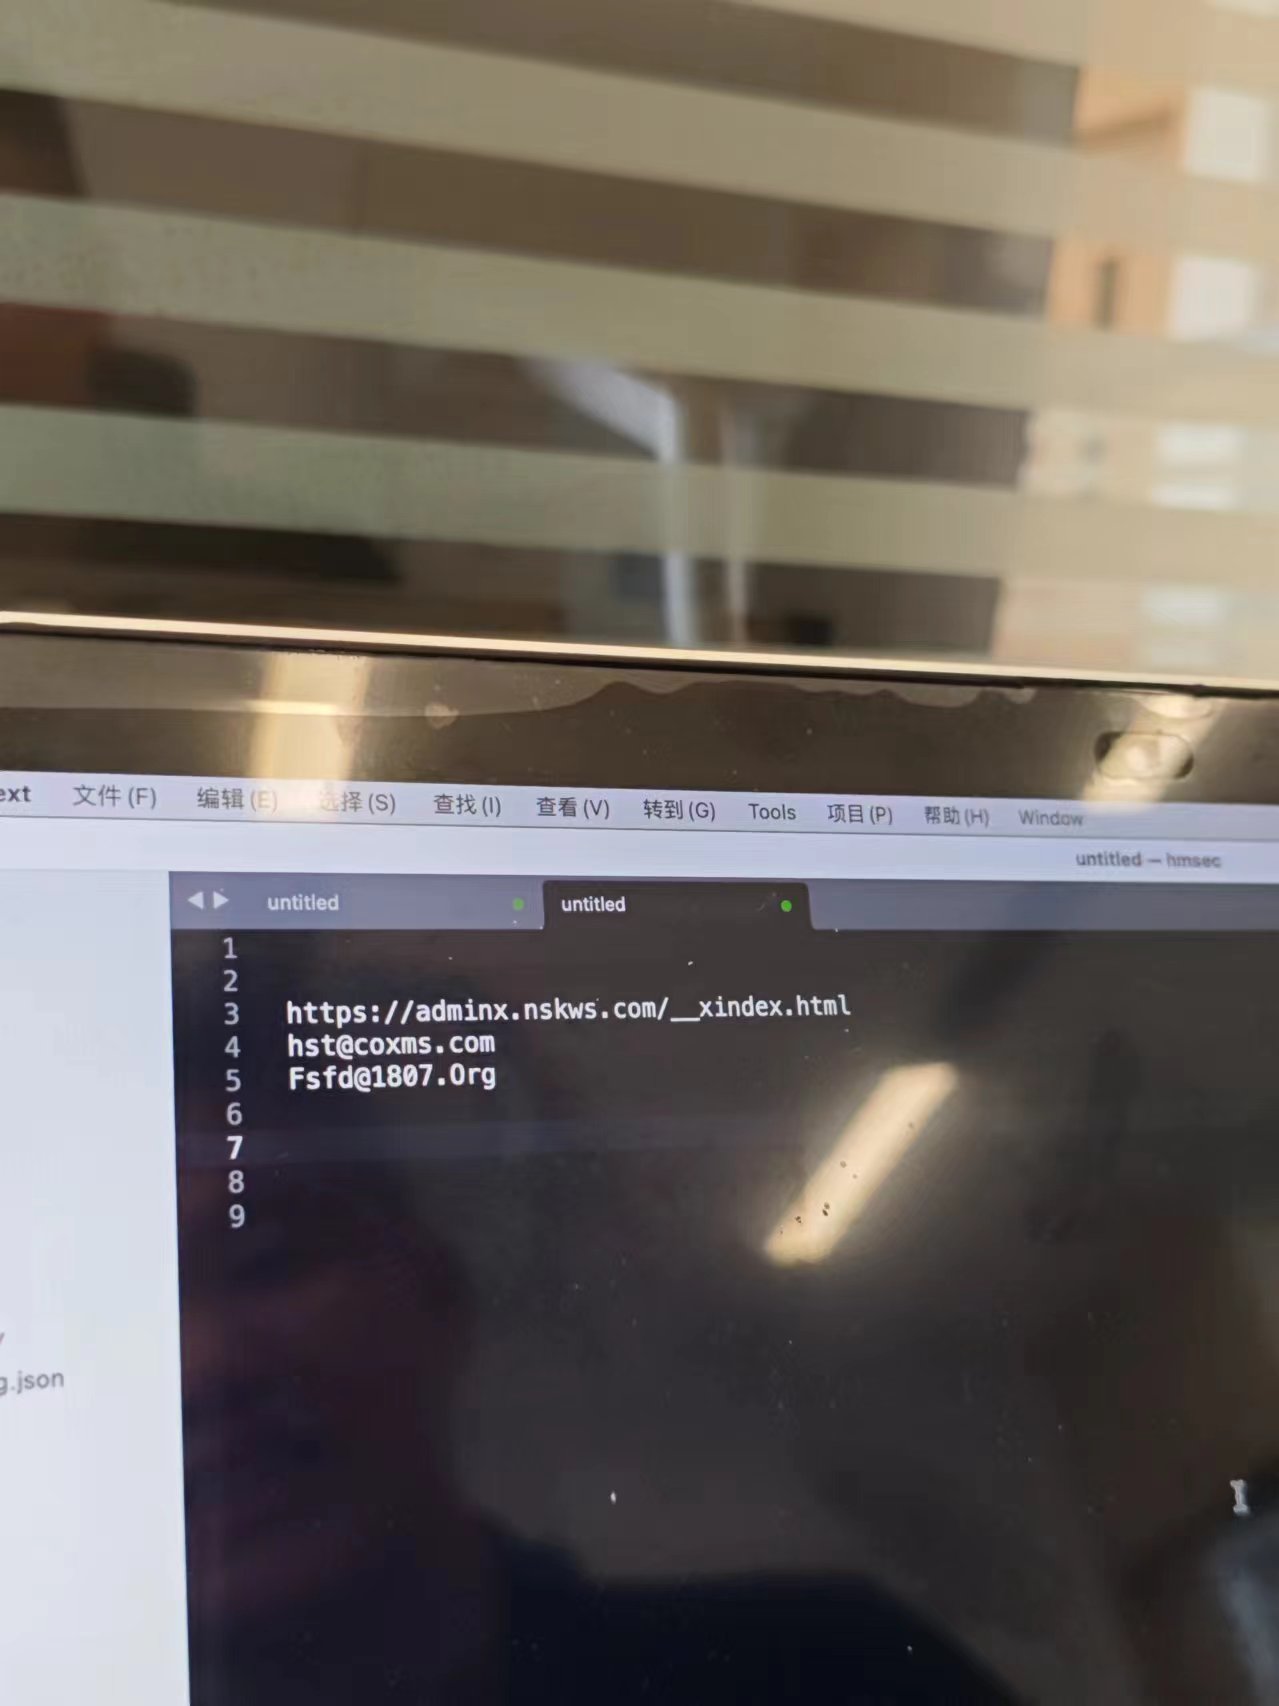 ext 文件 (F) 编辑 (E) 选择 (S) 查找 (I) 查看 (V) 转到 (G) Tools 项目 (P) 帮助 (H) Window
untitled — hmsec
untitled untitled
1
2
3 https://adminx.nskws.com/__xindex.html
4 hst@coxms.com
5 Fsfd@1807.Org
6
7
8
9
g.json